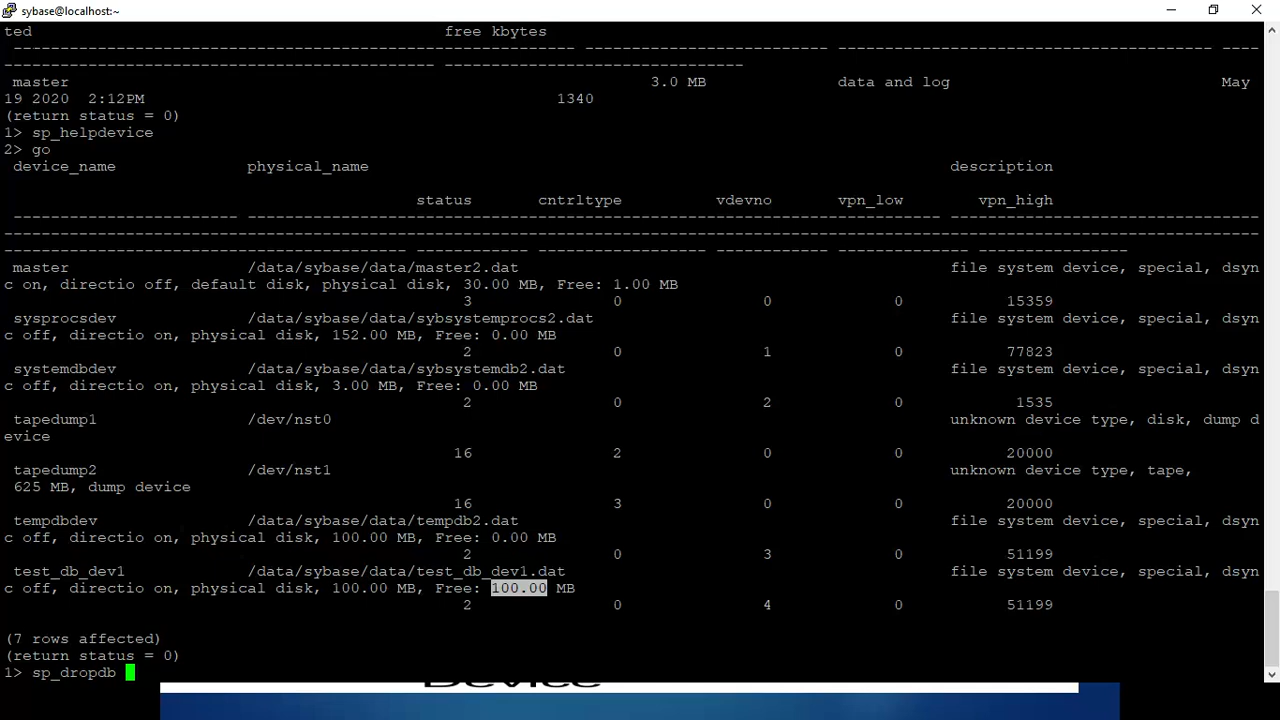 sybase@localhost:~
ted free kbytes
------------------------------------------------------------- -------------------------- ---------------------------------------- ----
---------------------------------------------- ----------------------------
master 3.0 MB data and log May
19 2020 2:12PM 1340
(return status = 0)
1> sp_helpdevice
2> go
device_name physical_name description
status cntrltype vdevno vpn_low vpn_high
------------------------ -------------------------------------------------------------------------- ---------------------------------
---------------------------------------------------------------------------------------------------------------------------------------
------------------------------------------- ------------ ------------------ ------------ -------------- ----------------
master /data/sybase/data/master2.dat file system device, special, dsyn
c on, directio off, default disk, physical disk, 30.00 MB, Free: 1.00 MB
3 0 0 0 15359
sysprocsdev /data/sybase/data/sybsystemprocs2.dat file system device, special, dsyn
c off, directio on, physical disk, 152.00 MB, Free: 0.00 MB
2 0 1 0 77823
systemdbdev /data/sybase/data/sybsystemdb2.dat file system device, special, dsyn
c off, directio on, physical disk, 3.00 MB, Free: 0.00 MB
2 0 2 0 1535
tapedump1 /dev/nst0 unknown device type, disk, dump d
evice
16 2 0 0 20000
tapedump2 /dev/nst1 unknown device type, tape,
625 MB, dump device
16 3 0 0 20000
tempdbdev /data/sybase/data/tempdb2.dat file system device, special, dsyn
c off, directio on, physical disk, 100.00 MB, Free: 0.00 MB
2 0 3 0 51199
test_db_dev1 /data/sybase/data/test_db_dev1.dat file system device, special, dsyn
c off, directio on, physical disk, 100.00 MB, Free: 100.00 MB
2 0 4 0 51199
(7 rows affected)
(return status = 0)
1> sp_dropdb
Device